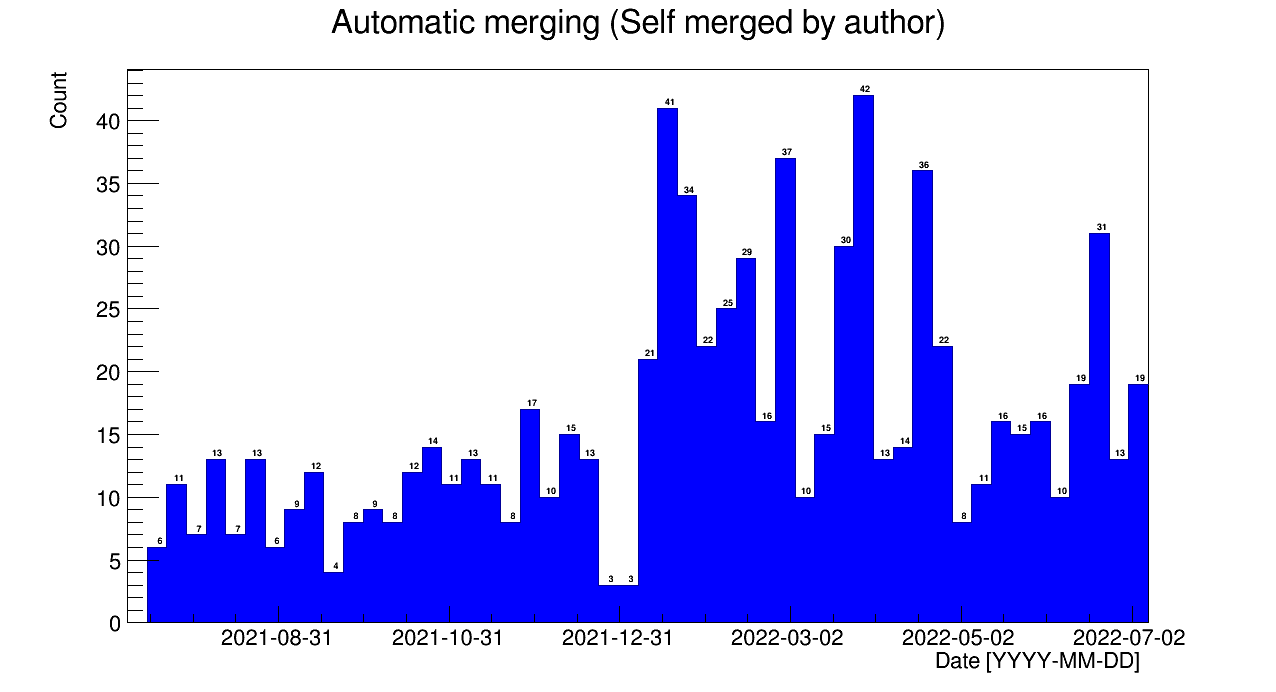 Automatic merging (Self merged by author)
Count
40
35
30
25
20
15
10
5
0
6 11 7 13 7 13 6 9 12 4 8 9 8 12 14 11 13 11 8 17 10 15 13 3 3 21 41 34 22 25 29 16 37 10 15 30 42 13 14 36 22 8 11 16 15 16 10 19 31 13 19
2021-08-31 2021-10-31 2021-12-31 2022-03-02 2022-05-02 2022-07-02
Date [YYYY-MM-DD]